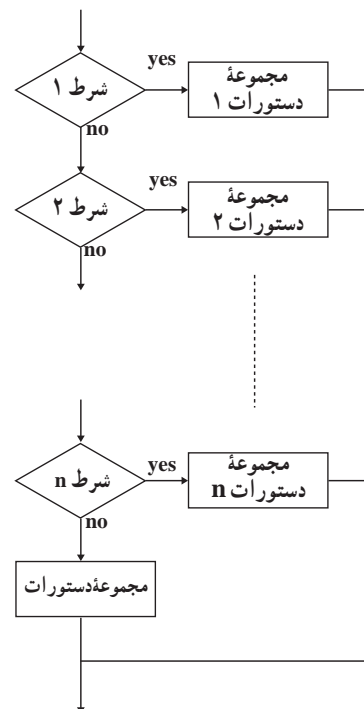 yes
مجموعهٔ
دستورات ۱
شرط ۱
no
yes
مجموعهٔ
دستورات ۲
شرط ۲
no
yes
مجموعهٔ
دستورات n
شرط n
no
مجموعهٔ دستورات